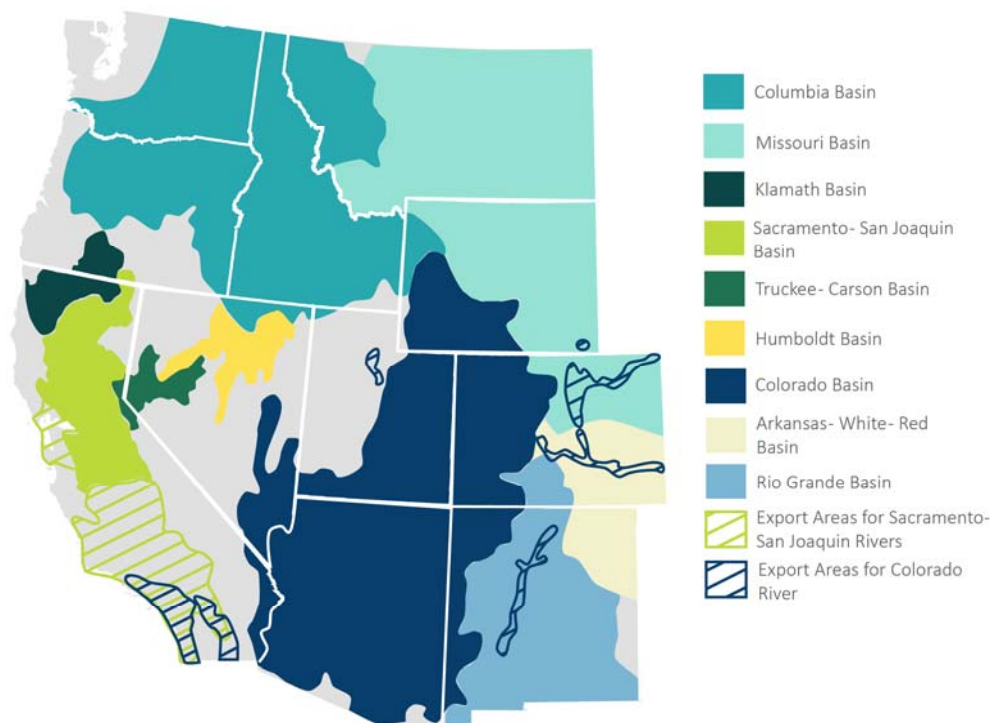 Columbia Basin
Missouri Basin
Klamath Basin
Sacramento- San Joaquin
Basin
Truckee- Carson Basin
Humboldt Basin
Colorado Basin
Arkansas- White- Red
Basin
Rio Grande Basin
Export Areas for Sacramento-
San Joaquin Rivers
Export Areas for Colorado
River